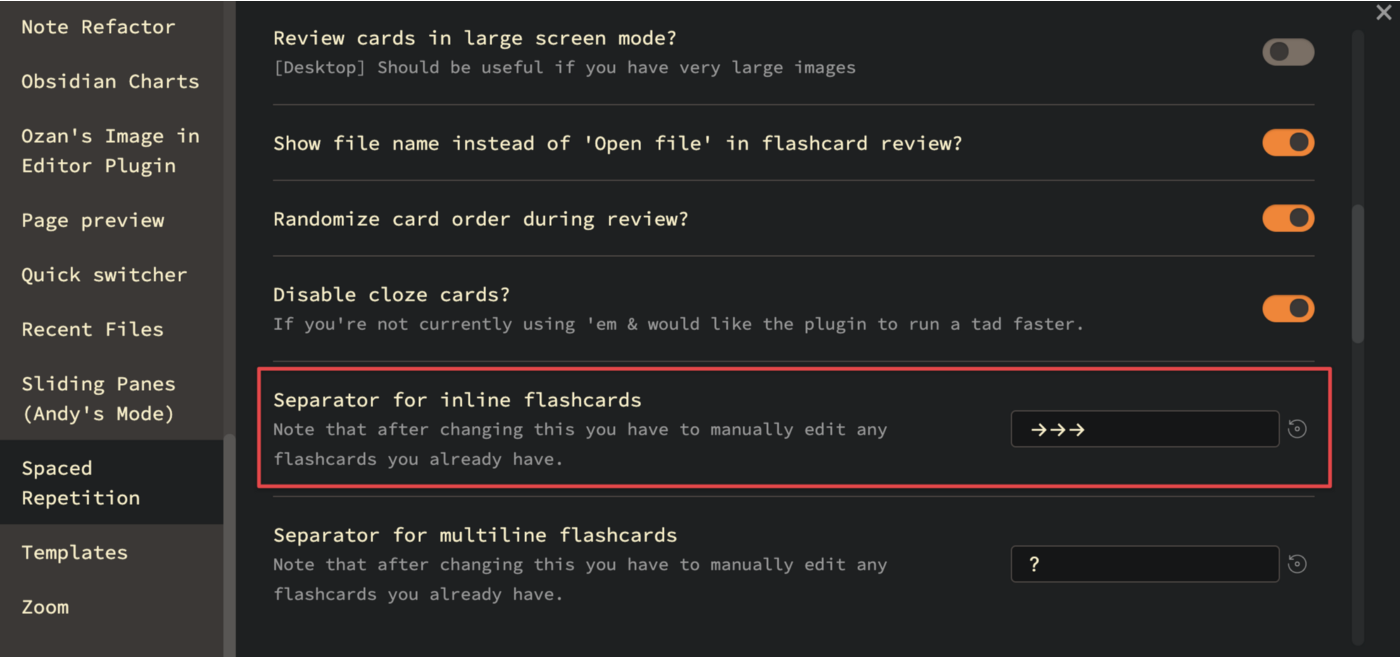 Note Refactor
Obsidian Charts
Ozan's Image in
Editor Plugin
Page preview
Quick switcher
Recent Files
Sliding Panes
(Andy's Mode)
Spaced
Repetition
Templates
Zoom
Review cards in large screen mode?
[Desktop] Should be useful if you have very large images
Show file name instead of 'Open file' in flashcard review?
Randomize card order during review?
Disable cloze cards?
If you're not currently using 'em & would like the plugin to run a tad faster.
Separator for inline flashcards
Note that after changing this you have to manually edit any
flashcards you already have.
→→→
Separator for multiline flashcards
Note that after changing this you have to manually edit any
flashcards you already have.
?